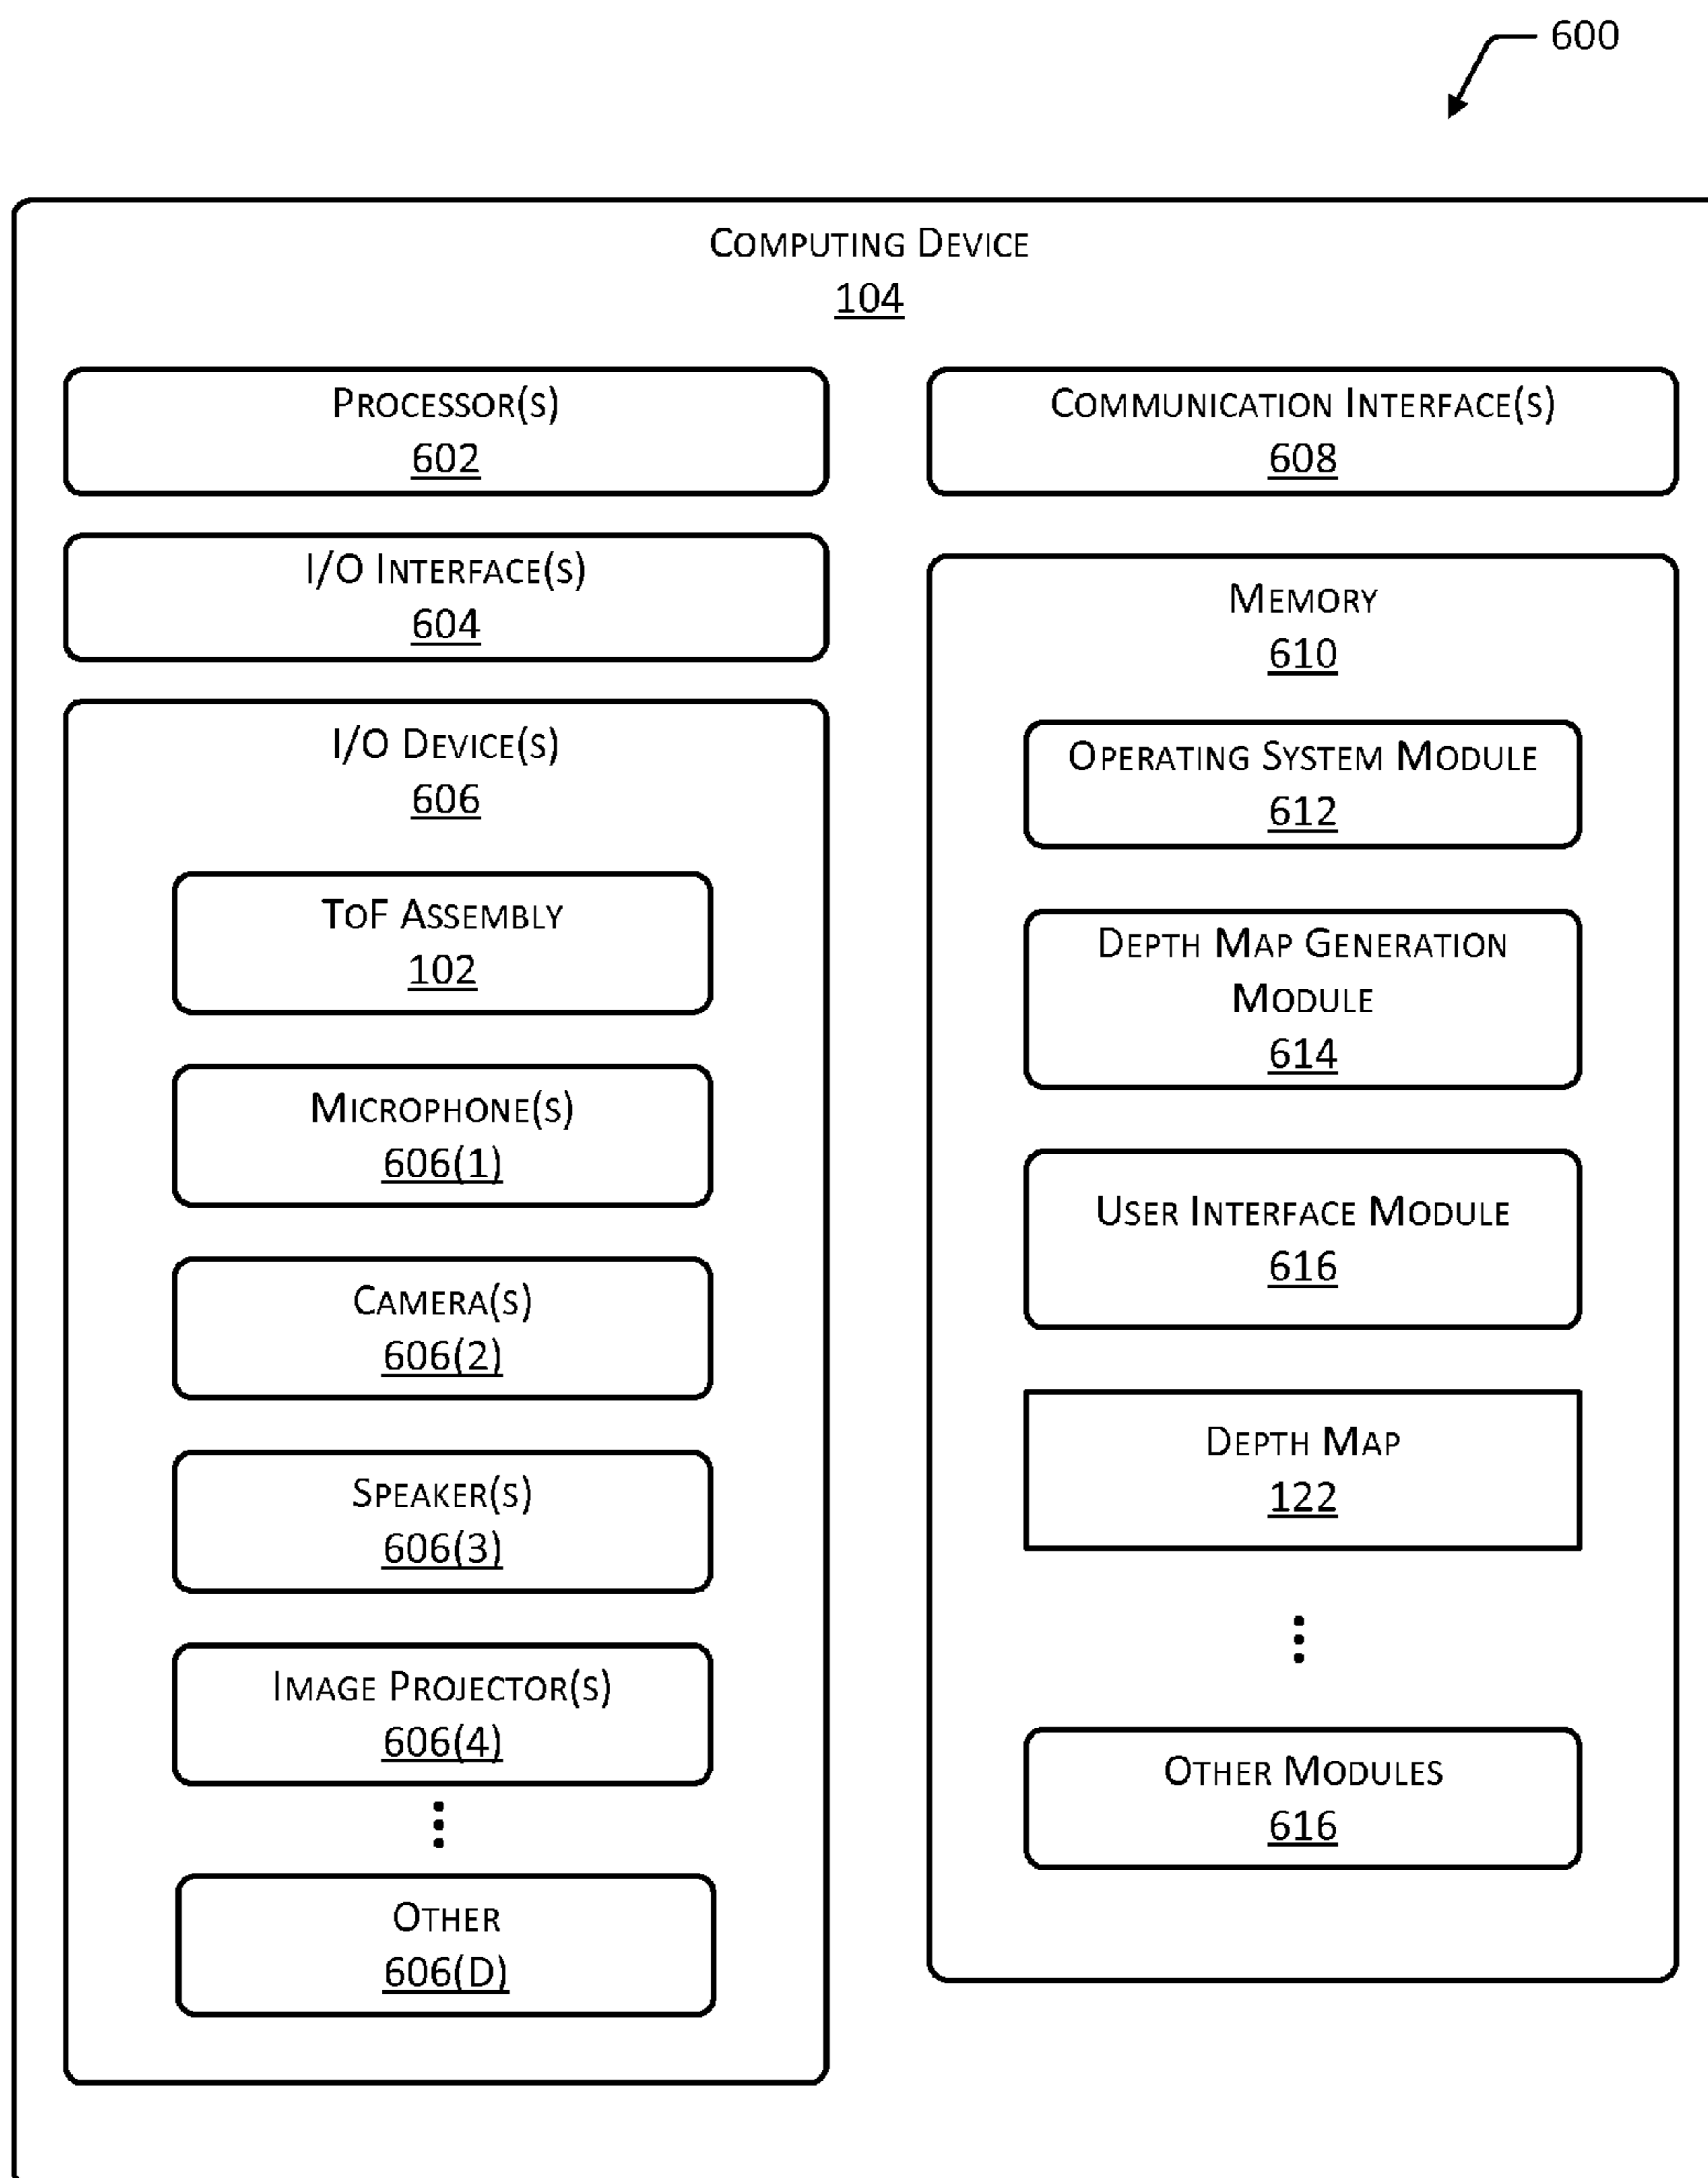 600
COMPUTING DEVICE
104
PROCESSOR(S)
602
I/O INTERFACE(S)
604
I/O DEVICE(S)
606
TOF ASSEMBLY
102
MICROPHONE(S)
606(1)
CAMERA(S)
606(2)
SPEAKER(S)
606(3)
IMAGE PROJECTOR(S)
606(4)
OTHER
606(D)
COMMUNICATION INTERFACE(S)
608
MEMORY
610
OPERATING SYSTEM MODULE
612
DEPTH MAP GENERATION
MODULE
614
USER INTERFACE MODULE
616
DEPTH MAP
122
OTHER MODULES
616